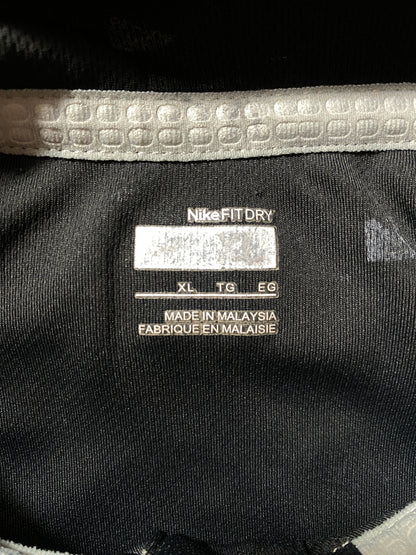 NikeFITDRY
XL TG EG
MADE IN MALAYSIA
FABRIQUE EN MALAISIE